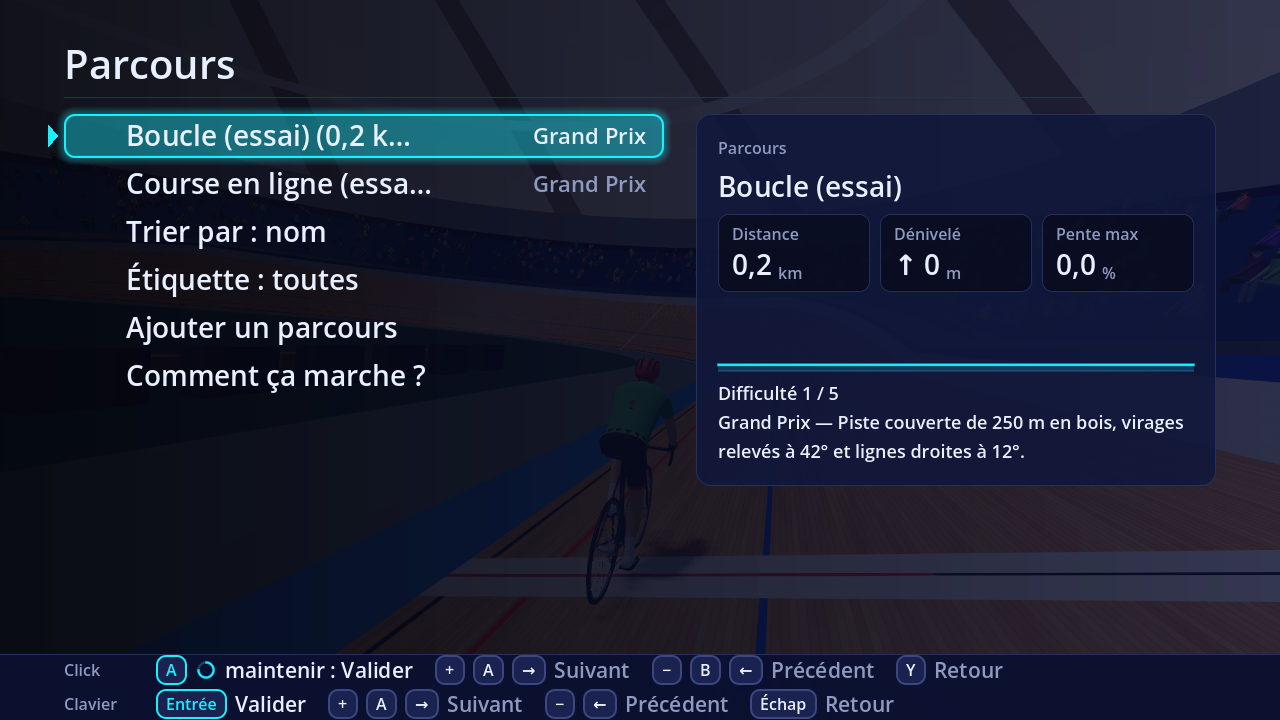 Parcours
Boucle (essai) (0,2 k... Grand Prix
Course en ligne (essa... Grand Prix
Trier par : nom
Étiquette : toutes
Ajouter un parcours
Comment ça marche ?
Parcours
Boucle (essai)
Distance
0,2 km
Dénivelé
↑ 0 m
Pente max
0,0 %
Difficulté 1 / 5
Grand Prix — Piste couverte de 250 m en bois, virages
relevés à 42° et lignes droites à 12°.
Click A maintenir : Valider + A → Suivant − B ← Précédent Y Retour
Clavier Entrée Valider + A → Suivant − ← Précédent Échap Retour